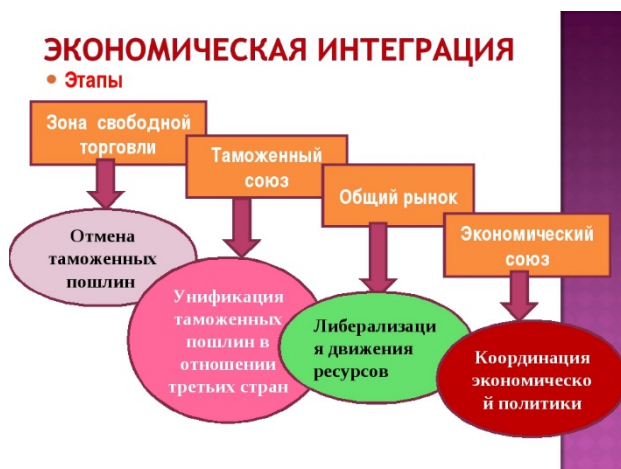 ЭКОНОМИЧЕСКАЯ ИНТЕГРАЦИЯ
Этапы
Зона свободной
торговли
Таможенный
союз
Общий рынок
Экономический
союз
Отмена
таможенных
пошлин
Унификация
таможенных
пошлин в
отношении
третьих стран
Либерализаци
я движения
ресурсов
Координация
экономическо
й политики